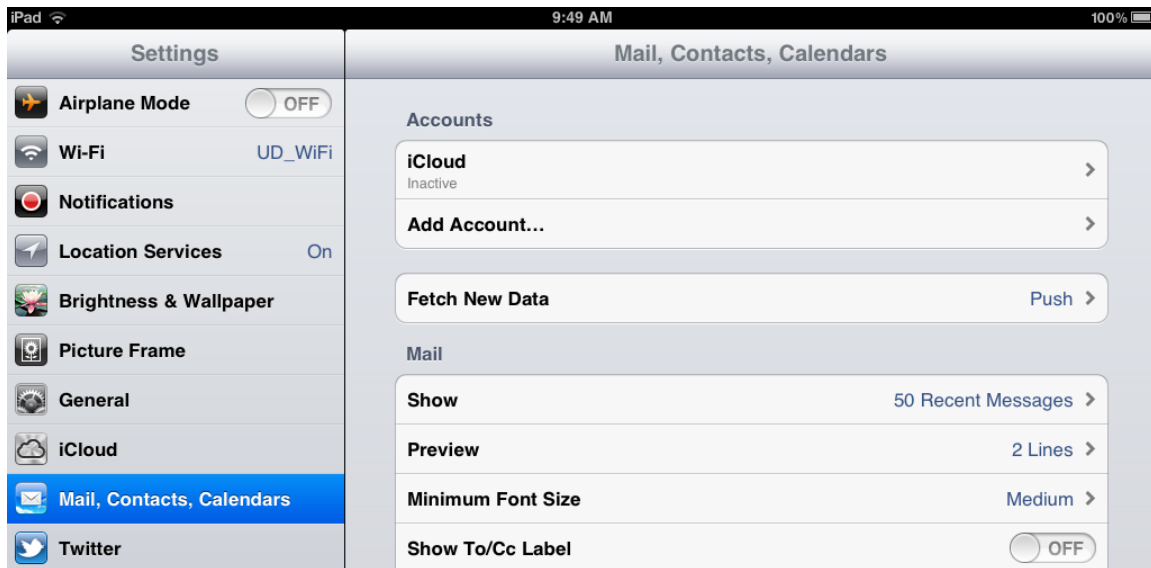 iPad 9:49 AM 100%
Settings
Airplane Mode OFF
Wi-Fi UD_WiFi
Notifications
Location Services On
Brightness & Wallpaper
Picture Frame
General
iCloud
Mail, Contacts, Calendars
Twitter
Mail, Contacts, Calendars
Accounts
iCloud
Inactive
Add Account...
Fetch New Data Push
Mail
Show 50 Recent Messages
Preview 2 Lines
Minimum Font Size Medium
Show To/Cc Label OFF